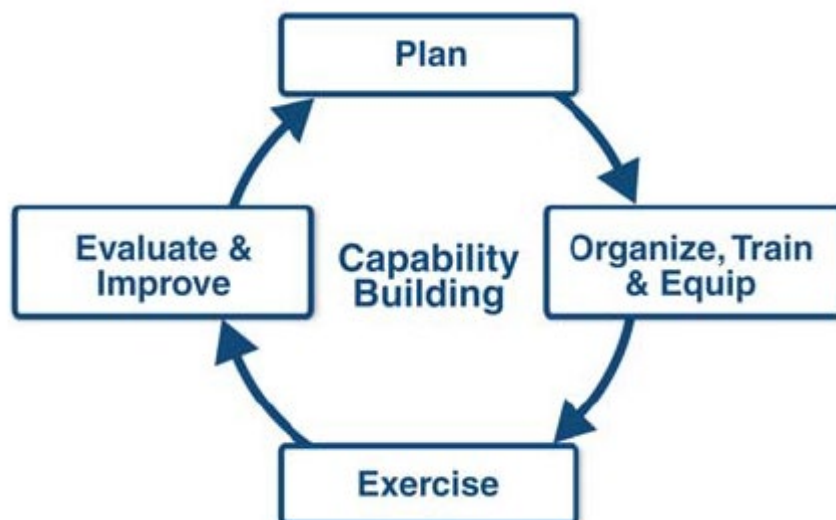 Plan
Evaluate &
Improve
Capability
Building
Organize, Train
& Equip
Exercise